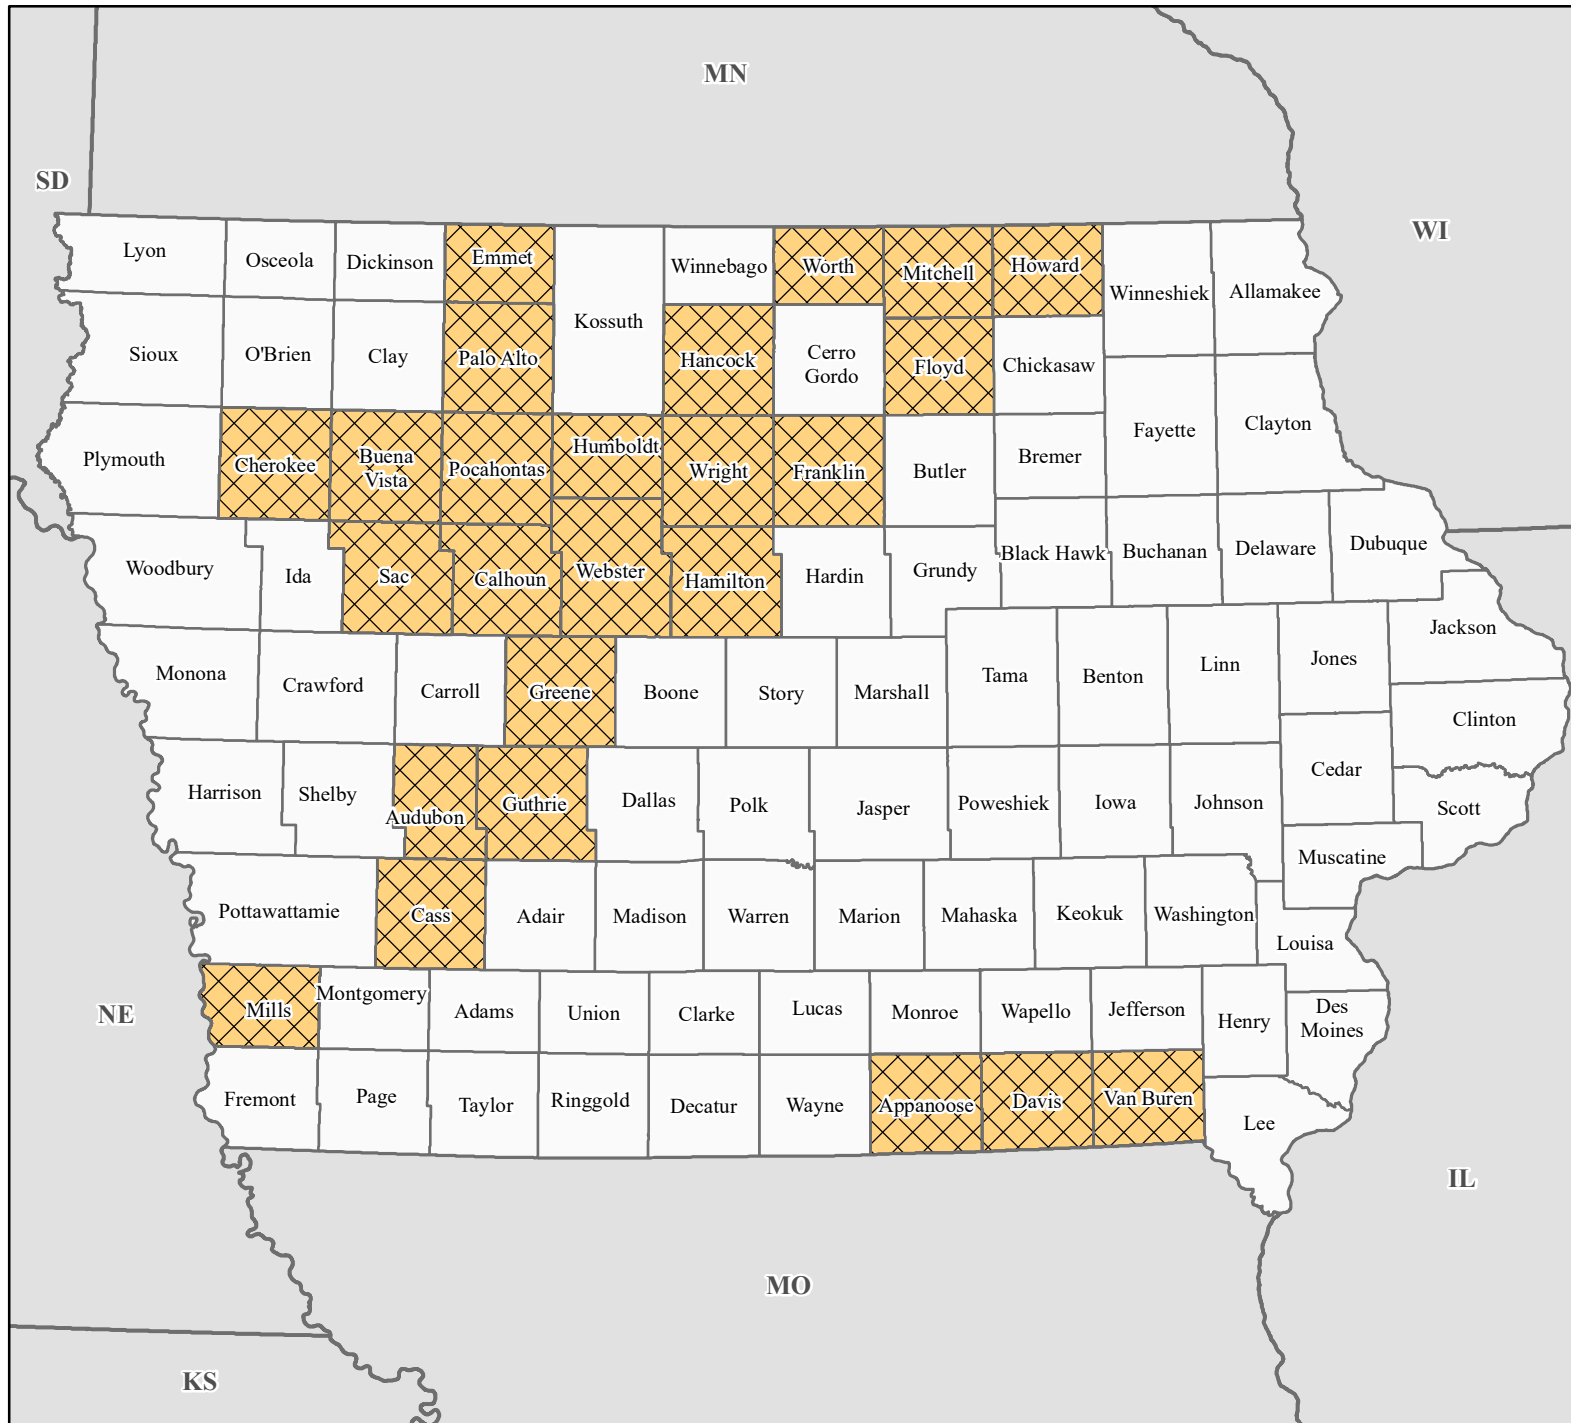 MN
SD
WI
Lyon
Osceola
Dickinson
Emmet
Winnebago
Worth
Mitchell
Howard
Winneshiek
Allamakee
Kossuth
Sioux
O'Brien
Clay
Palo Alto
Hancock
Cerro
Gordo
Floyd
Chickasaw
Plymouth
Cherokee
Buena
Vista
Pocahontas
Humboldt
Wright
Franklin
Butler
Bremer
Fayette
Clayton
Woodbury
Ida
Sac
Calhoun
Webster
Hamilton
Hardin
Grundy
Black Hawk
Buchanan
Delaware
Dubuque
Monona
Crawford
Carroll
Greene
Boone
Story
Marshall
Tama
Benton
Linn
Jones
Jackson
Clinton
Harrison
Shelby
Audubon
Guthrie
Dallas
Polk
Jasper
Poweshiek
Iowa
Johnson
Cedar
Scott
Muscatine
Pottawattamie
Cass
Adair
Madison
Warren
Marion
Mahaska
Keokuk
Washington
Louisa
NE
Mills
Montgomery
Adams
Union
Clarke
Lucas
Monroe
Wapello
Jefferson
Henry
Des
Moines
Fremont
Page
Taylor
Ringgold
Decatur
Wayne
Appanoose
Davis
Van Buren
Lee
IL
MO
KS